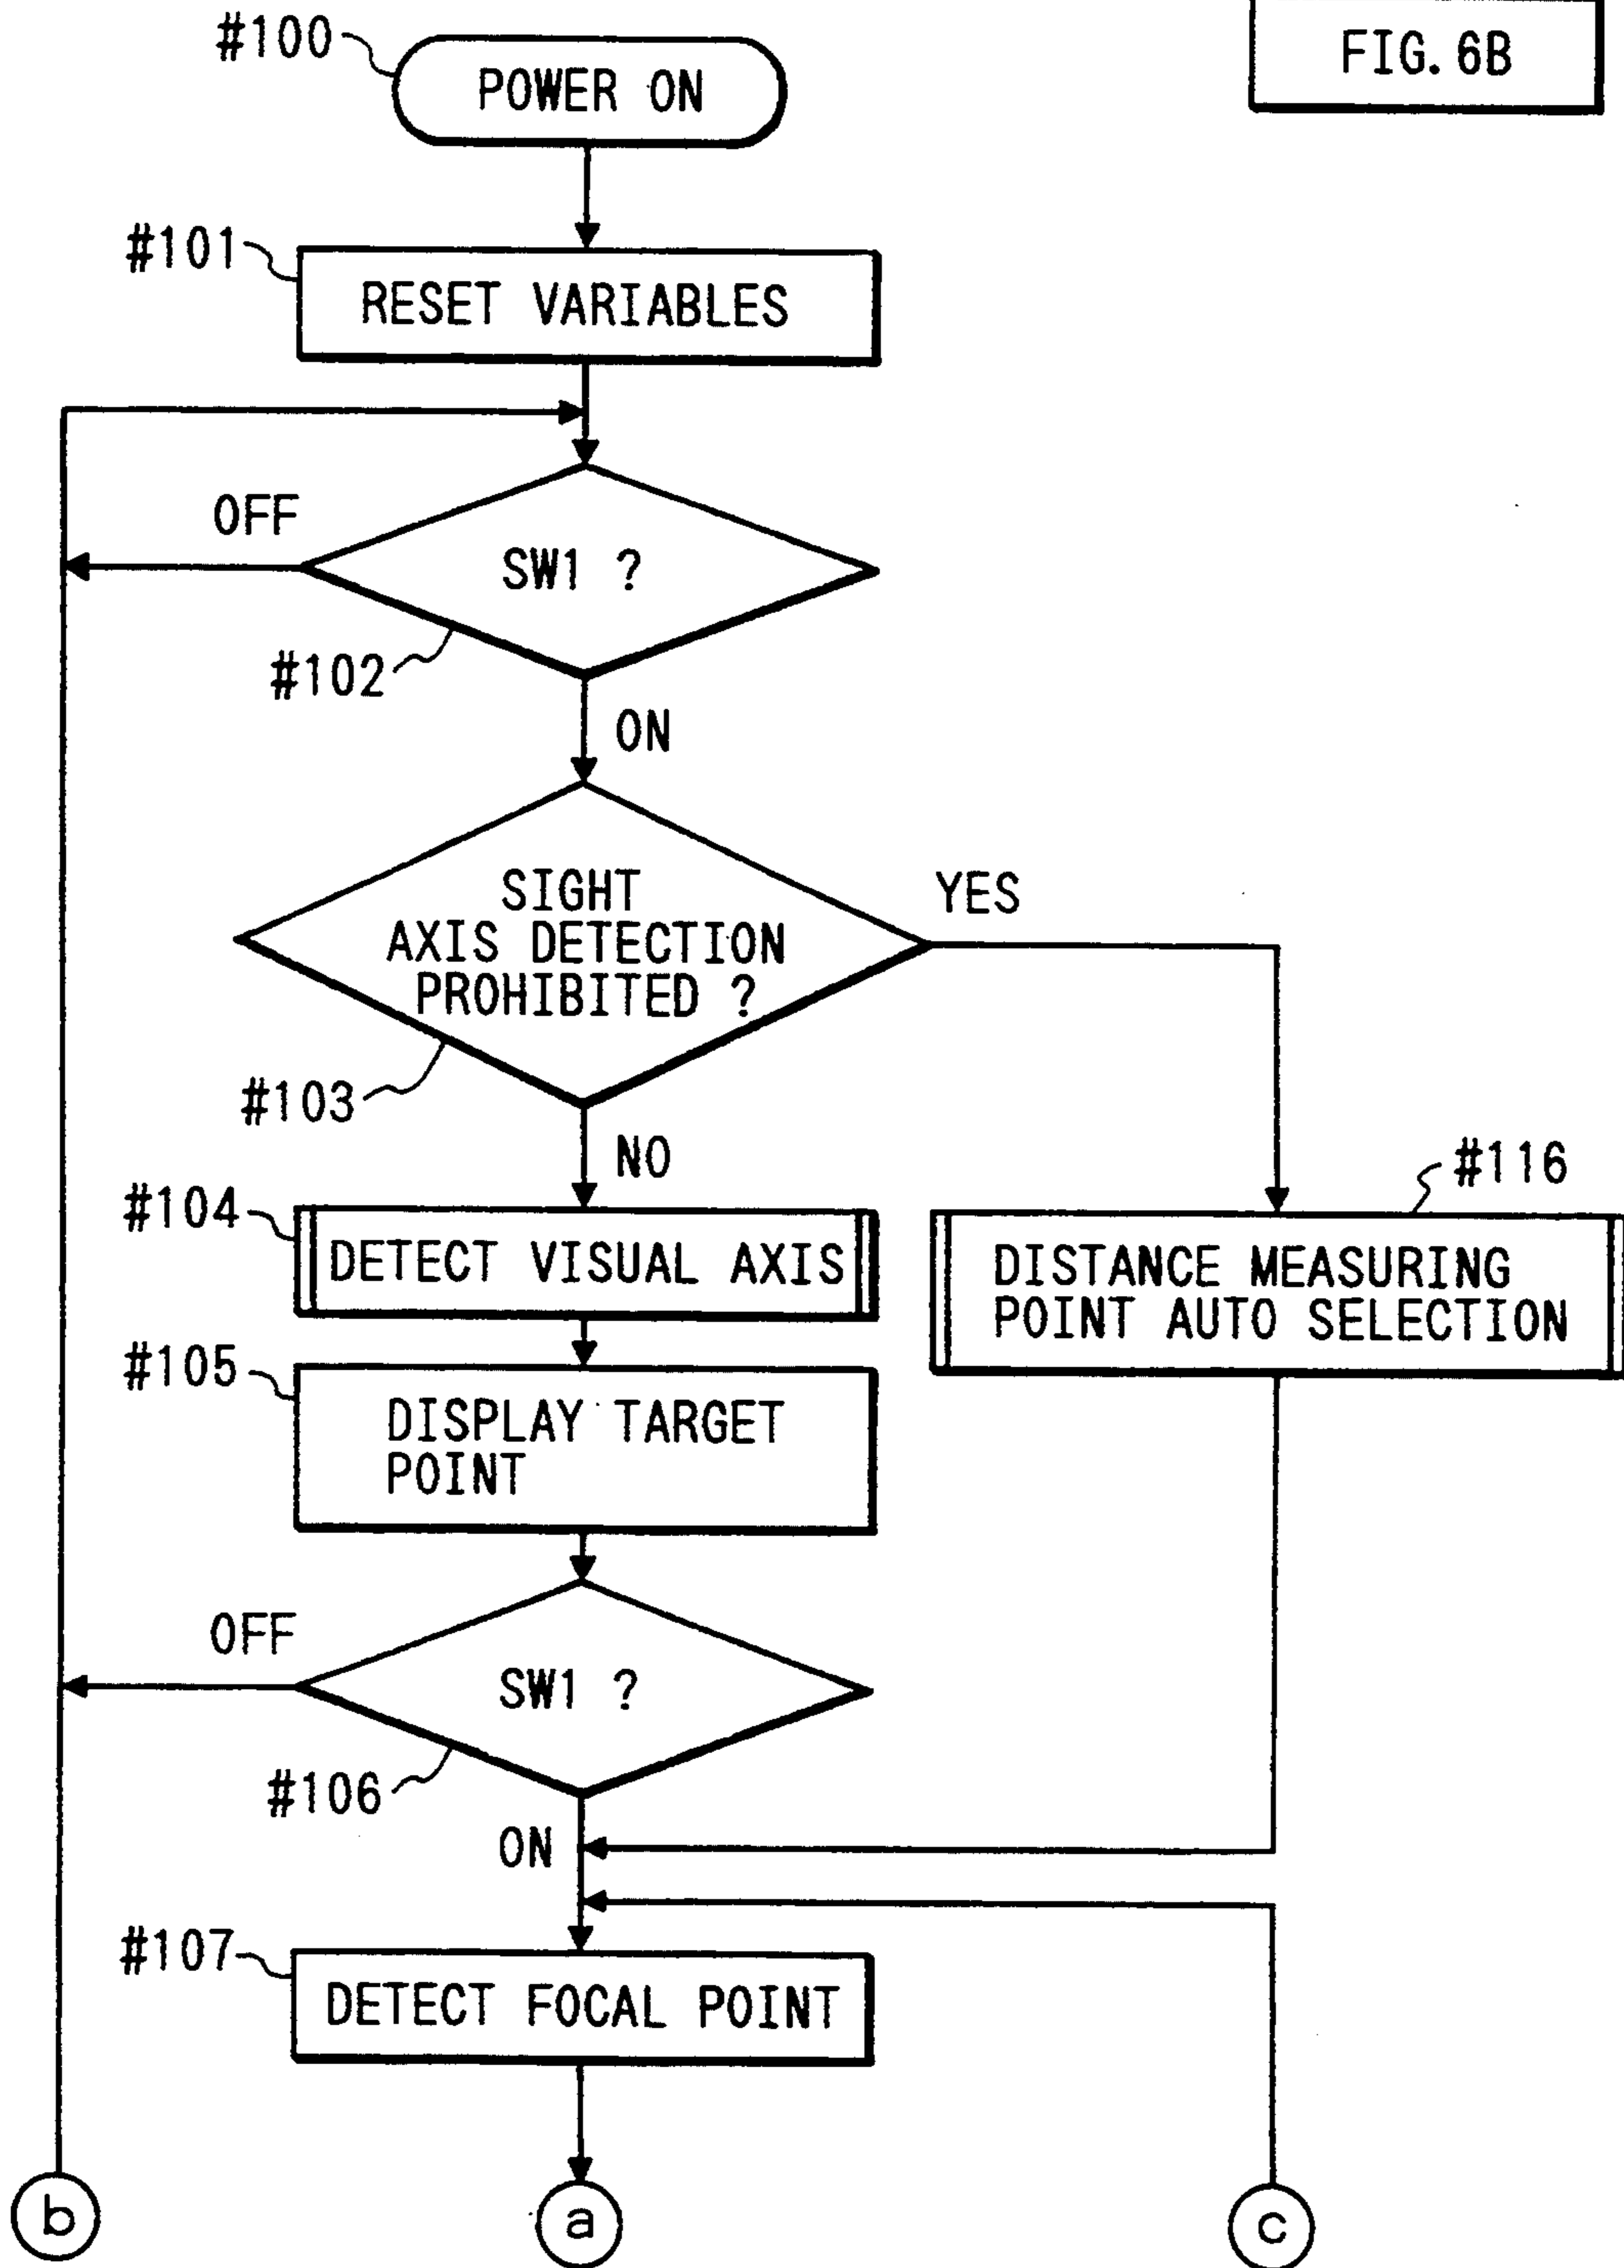 FIG. 6B
#100
POWER ON
#101
RESET VARIABLES
OFF
SW1 ?
#102
ON
SIGHT
AXIS DETECTION
PROHIBITED ?
YES
#103
NO
#104
DETECT VISUAL AXIS
#116
DISTANCE MEASURING
POINT AUTO SELECTION
#105
DISPLAY TARGET
POINT
OFF
SW1 ?
#106
ON
#107
DETECT FOCAL POINT
b
a
c